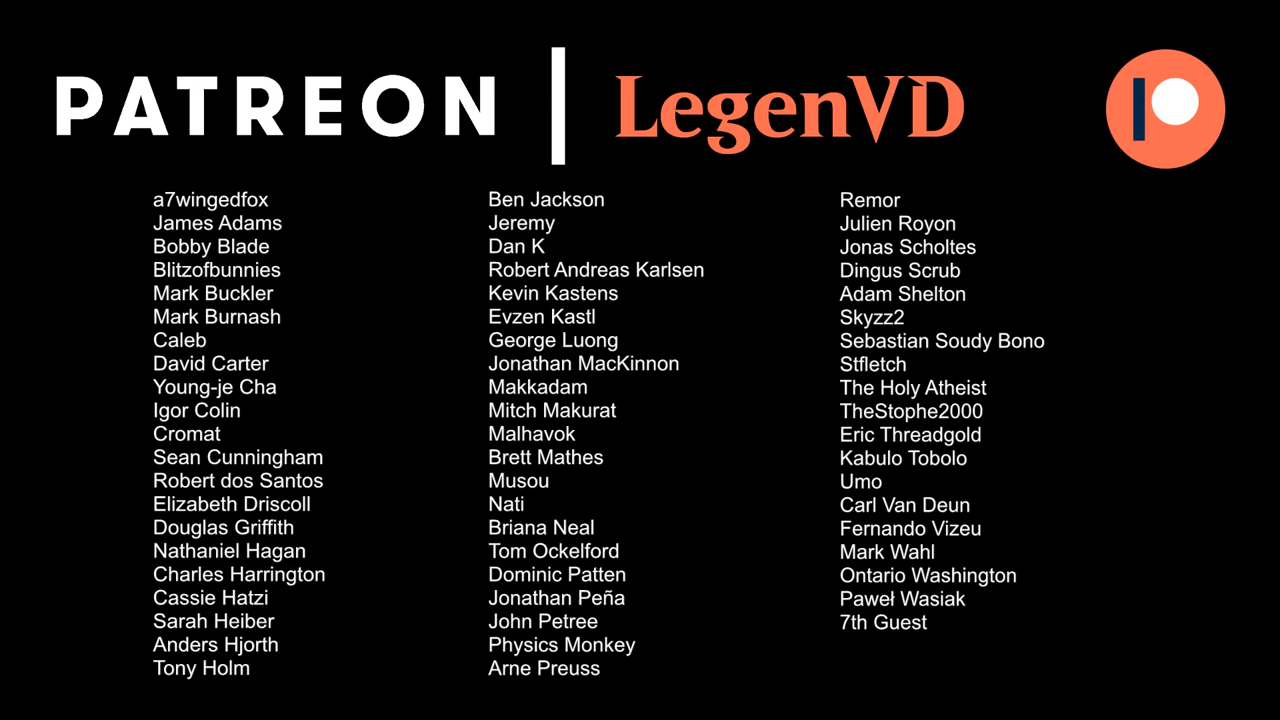 PATREON | LegenVD
a7wingedfox
James Adams
Bobby Blade
Blitzofbunnies
Mark Buckler
Mark Burnash
Caleb
David Carter
Young-je Cha
Igor Colin
Cromat
Sean Cunningham
Robert dos Santos
Elizabeth Driscoll
Douglas Griffith
Nathaniel Hagan
Charles Harrington
Cassie Hatzi
Sarah Heiber
Anders Hjorth
Tony Holm
Ben Jackson
Jeremy
Dan K
Robert Andreas Karlsen
Kevin Kastens
Evzen Kastl
George Luong
Jonathan MacKinnon
Makkadam
Mitch Makurat
Malhavok
Brett Mathes
Musou
Nati
Briana Neal
Tom Ockelford
Dominic Patten
Jonathan Peña
John Petree
Physics Monkey
Arne Preuss
Remor
Julien Royon
Jonas Scholtes
Dingus Scrub
Adam Shelton
Skyzz2
Sebastian Soudy Bono
Stfletch
The Holy Atheist
TheStophe2000
Eric Threadgold
Kabulo Tobolo
Umo
Carl Van Deun
Fernando Vizeu
Mark Wahl
Ontario Washington
Paweł Wasiak
7th Guest